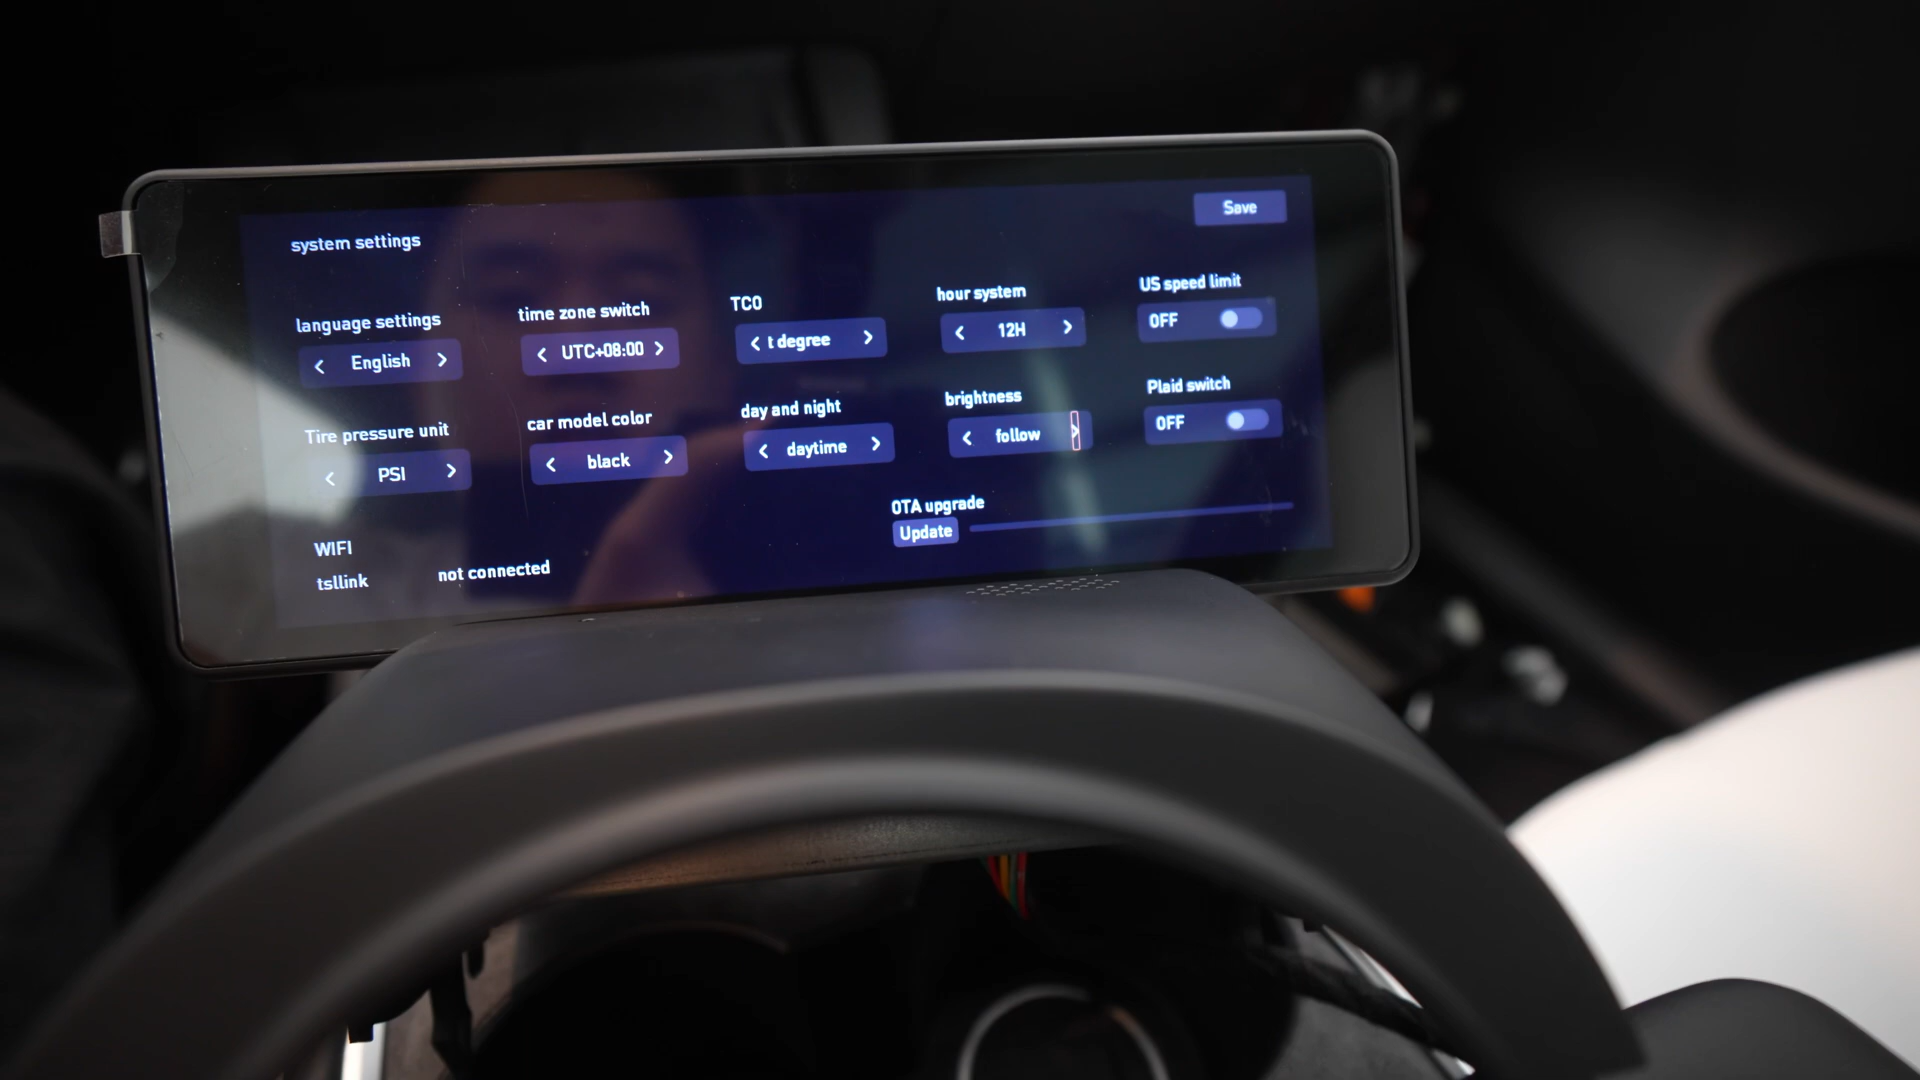 Save
system settings
language settings
English
time zone switch
UTC+08:00
TCO
t degree
hour system
12H
US speed limit
OFF
Tire pressure unit
PSI
car model color
black
day and night
daytime
brightness
follow
Plaid switch
OFF
OTA upgrade
Update
WIFI
tsllink not connected